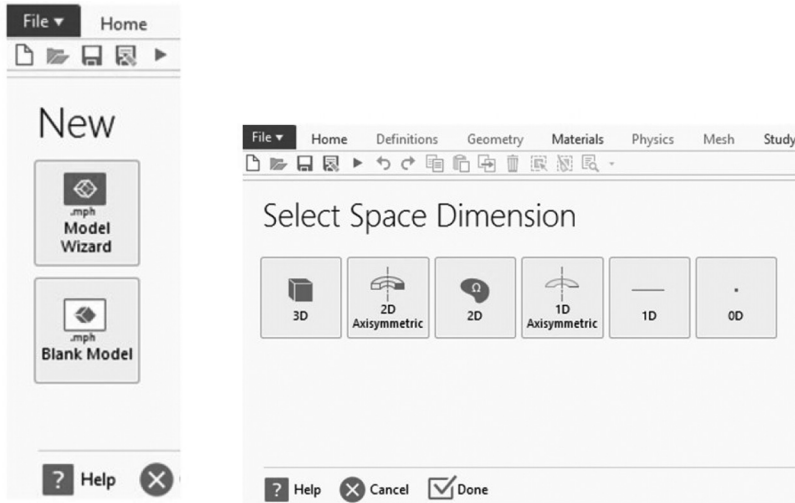 File Home
New
.mph
Model
Wizard
.mph
Blank Model
? Help
File Home Definitions Geometry Materials Physics Mesh Study
Select Space Dimension
3D
2D
Axisymmetric
Ω
2D
1D
Axisymmetric
1D
0D
? Help Cancel Done